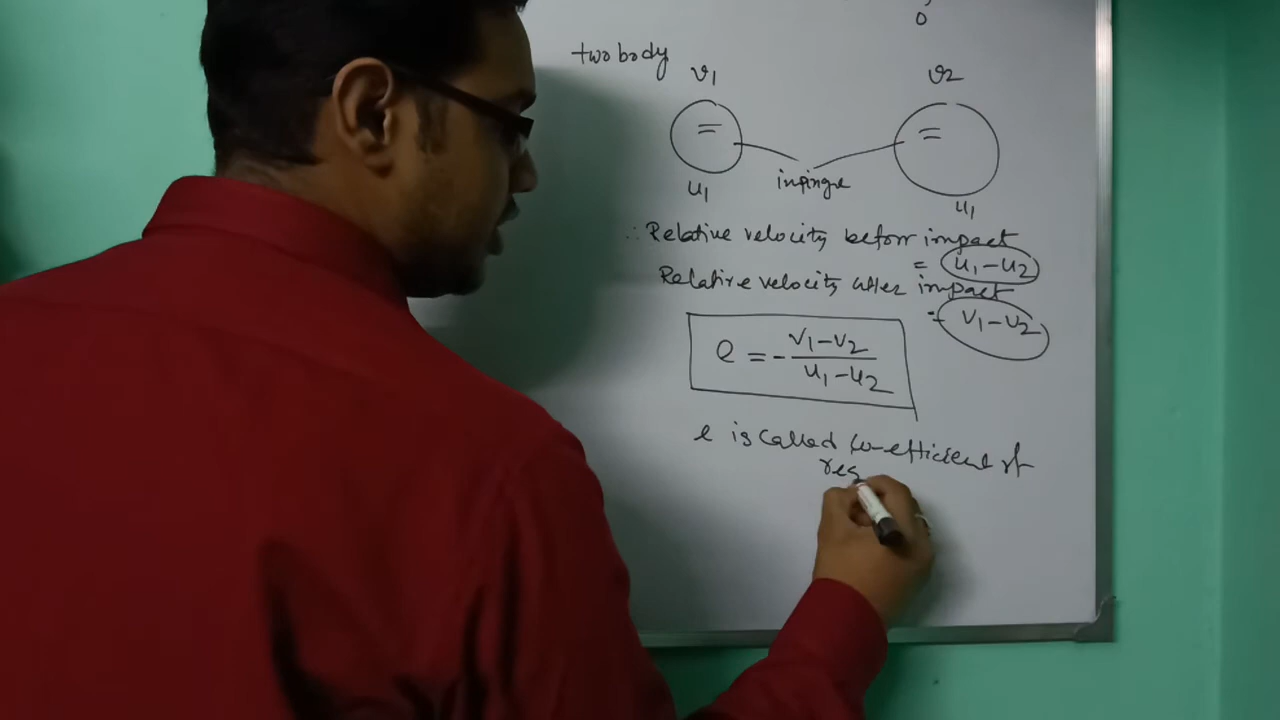 0
two body
v1 v2
impinge
u1 u1
∴ Relative velocity before impact
= u1-u2
Relative velocity after impact
= v1-v2
e = - v1-v2 / u1-u2
e is called co-efficient of
res